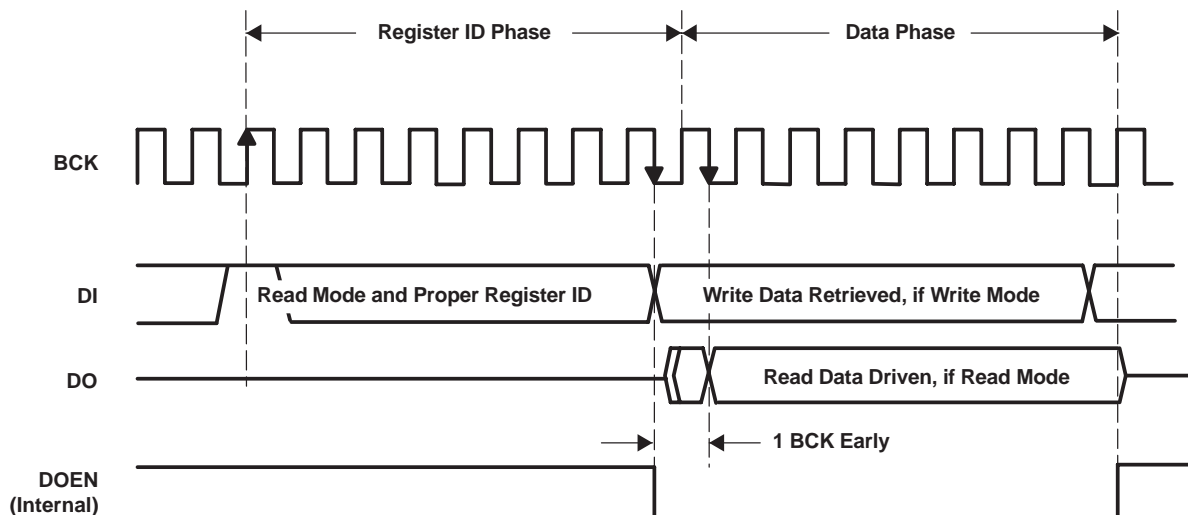 Register ID Phase
Data Phase
BCK
DI
Read Mode and Proper Register ID
Write Data Retrieved, if Write Mode
DO
Read Data Driven, if Read Mode
1 BCK Early
DOEN
(Internal)